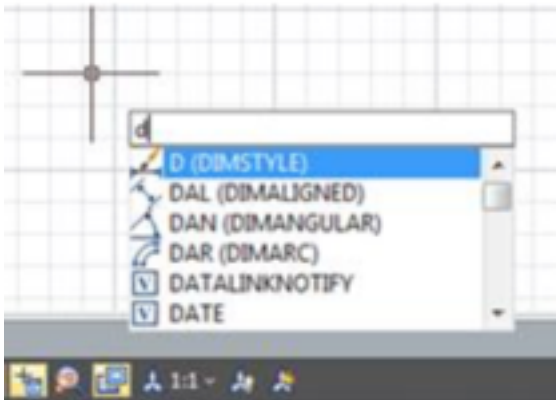 d
D (DIMSTYLE)
DAL (DIMALIGNED)
DAN (DIMANGULAR)
DAR (DIMARC)
V DATALINKNOTIFY
V DATE
1:1